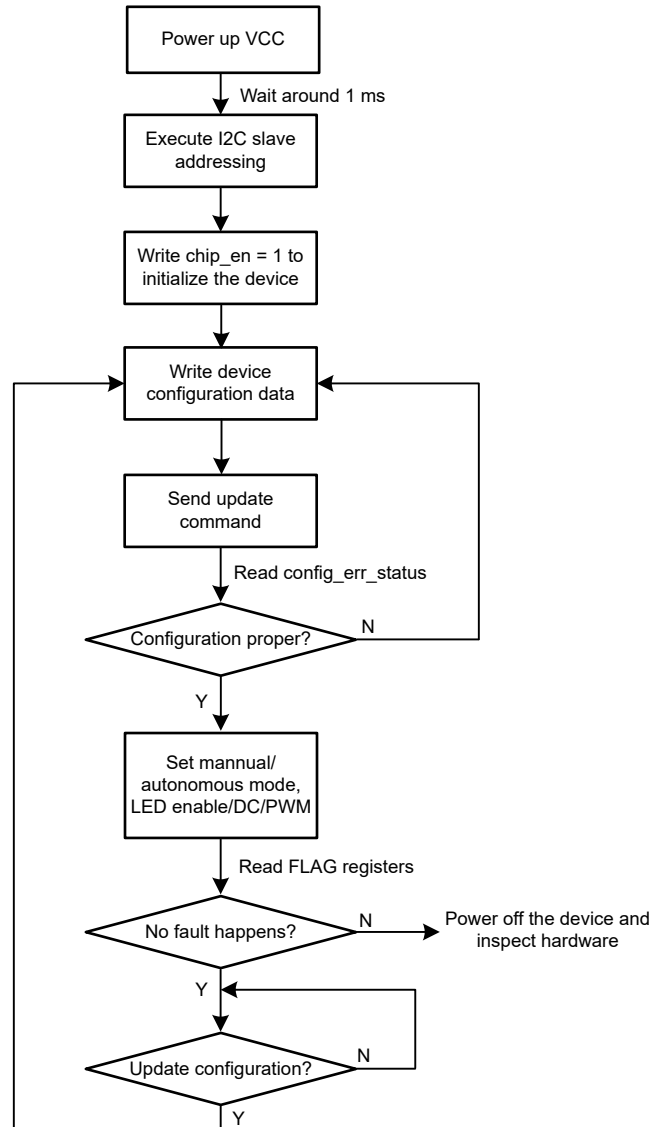 Power up VCC
Wait around 1 ms
Execute I2C slave
addressing
Write chip_en = 1 to
initialize the device
Write device
configuration data
Send update
command
Read config_err_status
Configuration proper?
N
Y
Set mannual/
autonomous mode,
LED enable/DC/PWM
Read FLAG registers
No fault happens?
N
Power off the device and
inspect hardware
Y
Update configuration?
N
Y